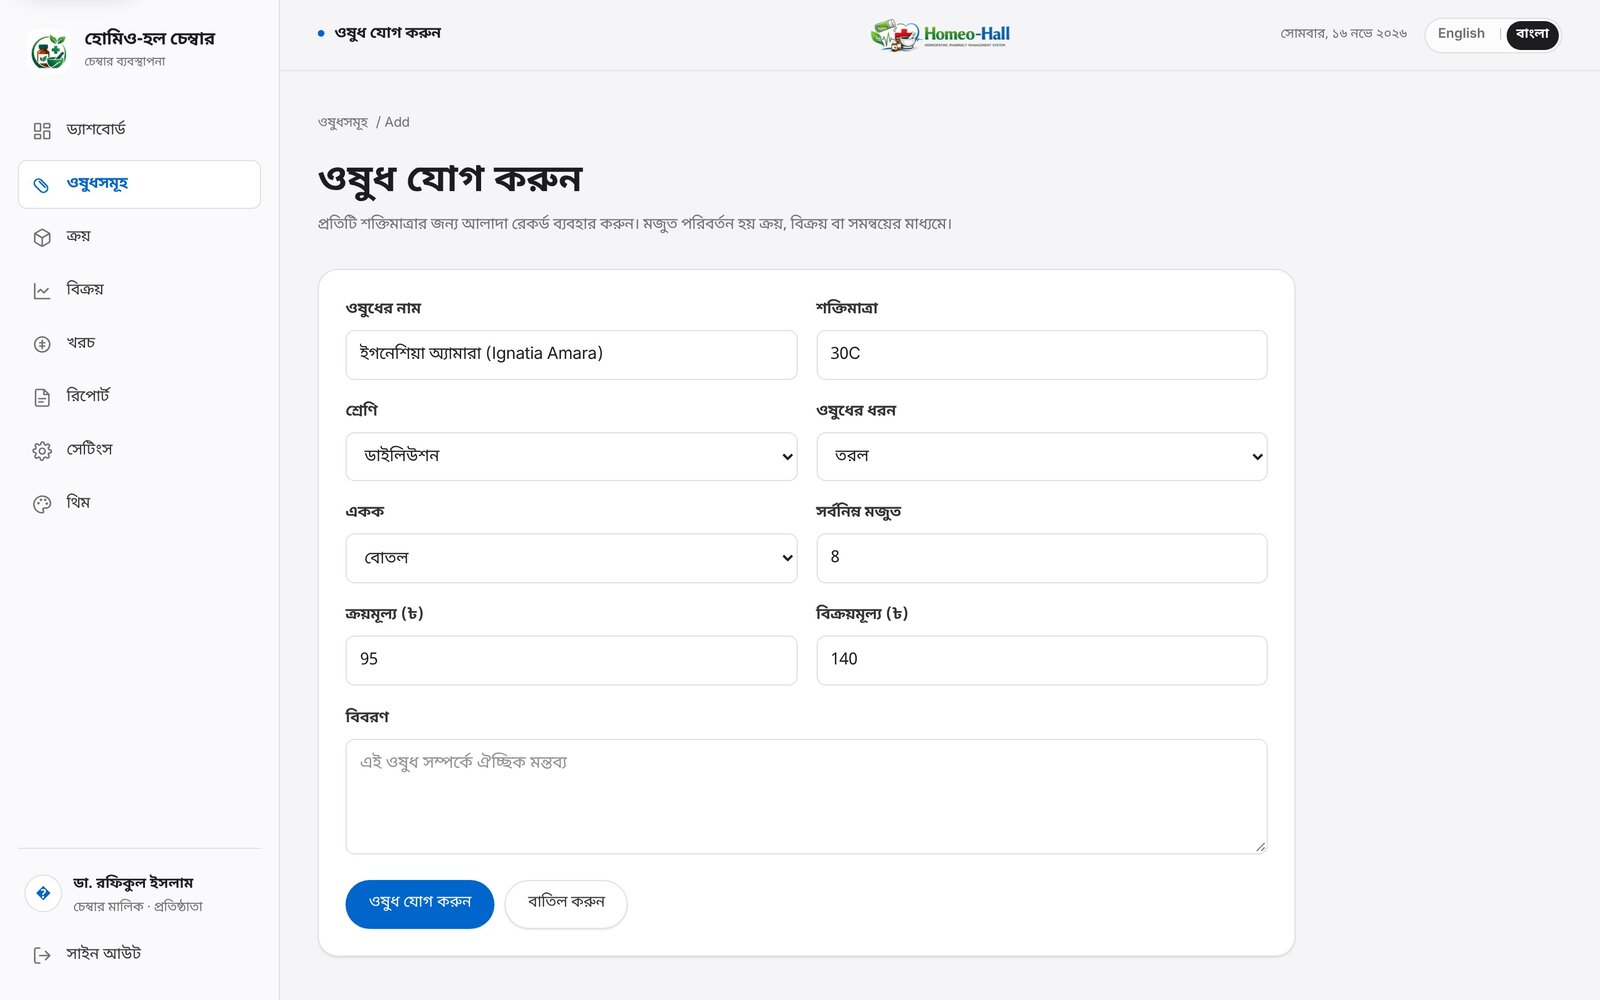 হোমিও-হল চেম্বার
চেম্বার ব্যবস্থাপনা
ড্যাশবোর্ড
ওষুধসমূহ
ক্রয়
বিক্রয়
খরচ
রিপোর্ট
সেটিংস
থিম
ডা. রফিকুল ইসলাম
চেম্বার মালিক · প্রতিষ্ঠাতা
সাইন আউট
ওষুধ যোগ করুন
Homeo-Hall
HOMEOPATHIC PHARMACY MANAGEMENT SYSTEM
সোমবার, ১৬ নভে ২০২৬
English | বাংলা
ওষুধসমূহ / Add
ওষুধ যোগ করুন
প্রতিটি শক্তিমাত্রার জন্য আলাদা রেকর্ড ব্যবহার করুন। মজুত পরিবর্তন হয় ক্রয়, বিক্রয় বা সমন্বয়ের মাধ্যমে।
ওষুধের নাম
ইগনেশিয়া অ্যামারা (Ignatia Amara)
শক্তিমাত্রা
30C
শ্রেণি
ডাইলিউশন
ওষুধের ধরন
তরল
একক
বোতল
সর্বনিম্ন মজুত
8
ক্রয়মূল্য (৳)
95
বিক্রয়মূল্য (৳)
140
বিবরণ
এই ওষুধ সম্পর্কে ঐচ্ছিক মন্তব্য
ওষুধ যোগ করুন
বাতিল করুন